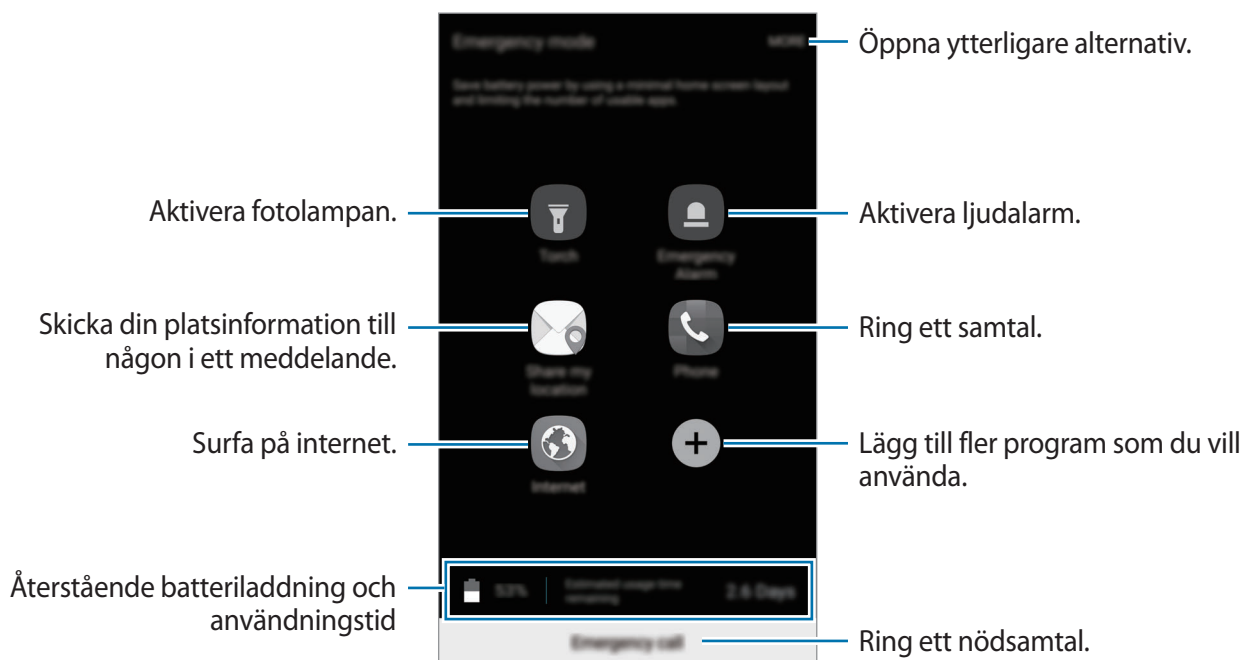 Emergency mode
MORE
Öppna ytterligare alternativ.
Save battery power by using a minimal home screen layout
and limiting the number of usable apps.
Aktivera fotolampan.
Torch
Emergency
Alarm
Aktivera ljudalarm.
Skicka din platsinformation till
någon i ett meddelande.
Share my
location
Phone
Ring ett samtal.
Surfa på internet.
Internet
Lägg till fler program som du vill
använda.
Återstående batteriladdning och
användningstid
53%
Estimated usage time
remaining
2.6 Days
Emergency call
Ring ett nödsamtal.